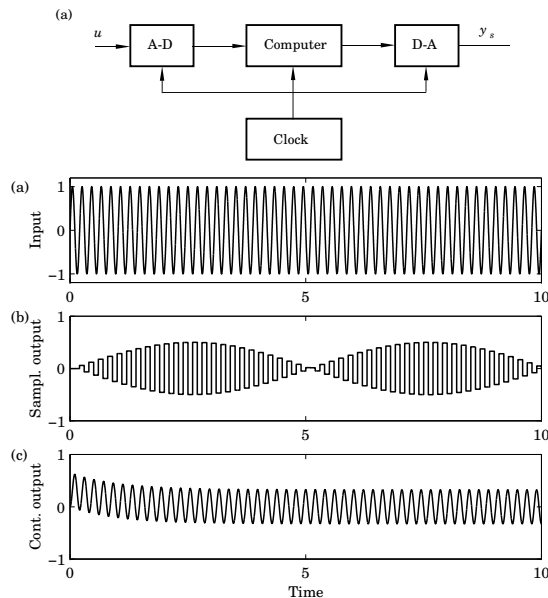 (a)
u
A-D
Computer
D-A
y s
Clock
(a)
Input
1
0
−1
0
5
10
(b)
Sampl. output
1
0
−1
0
5
10
(c)
Cont. output
1
0
−1
0
5
10
Time